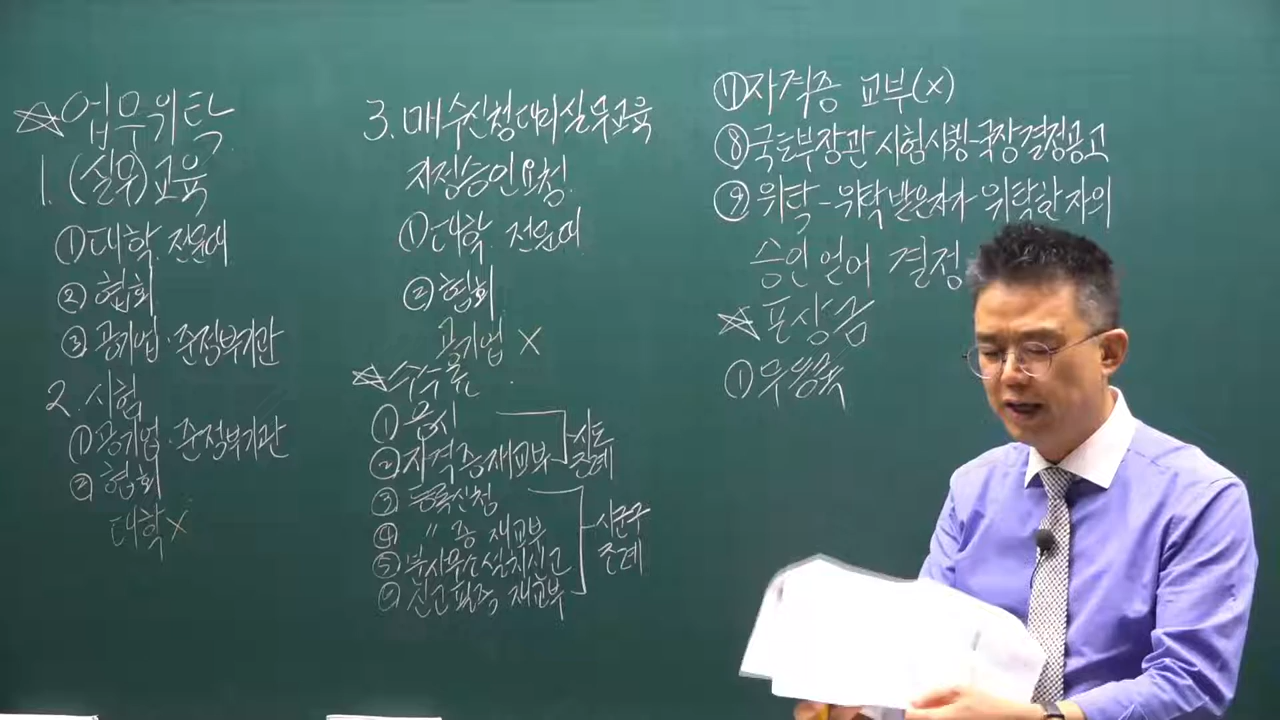 ☆업무위탁
1. (실무)교육
① 대학. 전문대
② 협회
③ 공기업·준정부기관
2. 시험
① 공기업·준정부기관
② 협회
대학 X
3. 매수신청대리실무교육
지정승인요청
① 대학. 전문대
② 협회
공기업 X
☆수수료
① 응시
② 자격증재교부
시도
조례
③ 등록신청
④ 〃 증 재교부
⑤ 분사무소설치신고
⑥ 신고필증 재교부
시군구
조례
⑦ 자격증 교부(x)
⑧ 국토부장관 시험시행-국장결정공고
⑨ 위탁-위탁받은자가 위탁한 자의
승인 얻어 결정
☆포상금
①